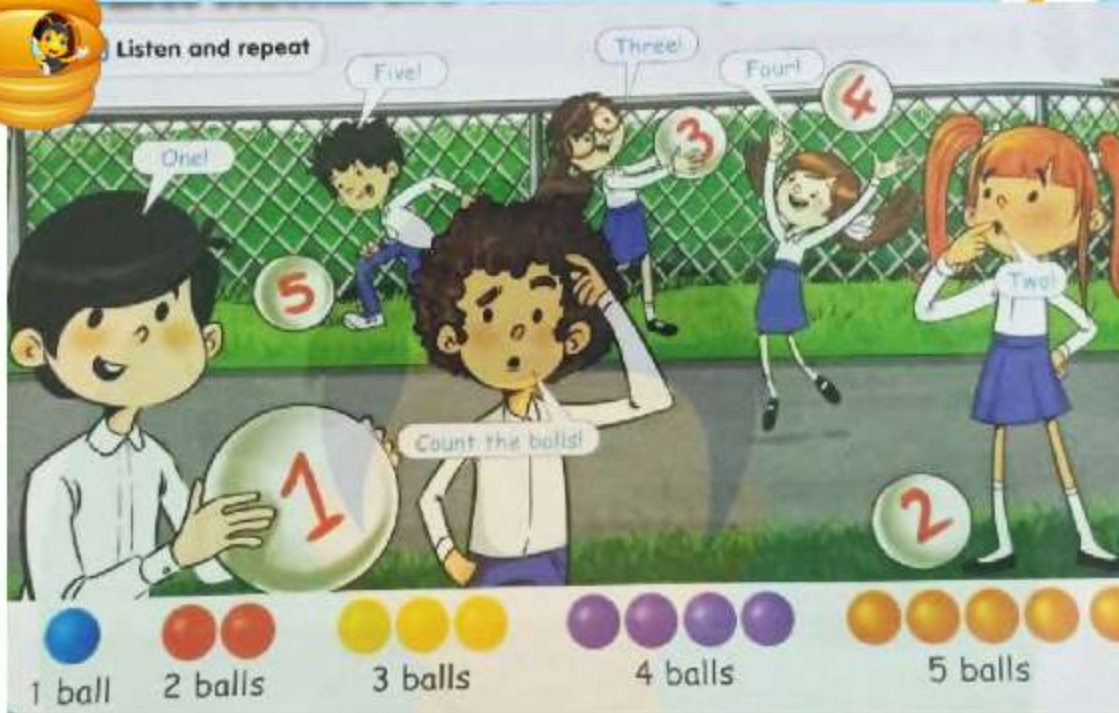 Listen and repeat
Three!
Five!
Four!
4
3
One!
Two!
5
Count the balls!
1
2
1 ball
2 balls
3 balls
4 balls
5 balls